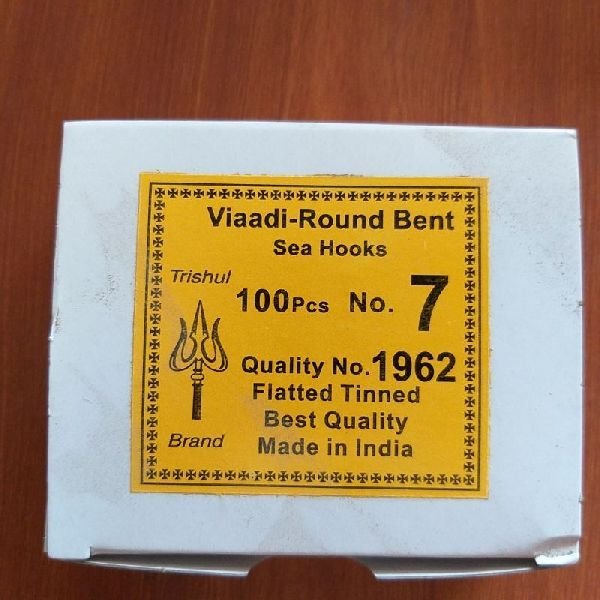 Viaadi-Round Bent
Sea Hooks
Trishul
100Pcs No. 7
Quality No. 1962
Flatted Tinned
Best Quality
Brand
Made in India